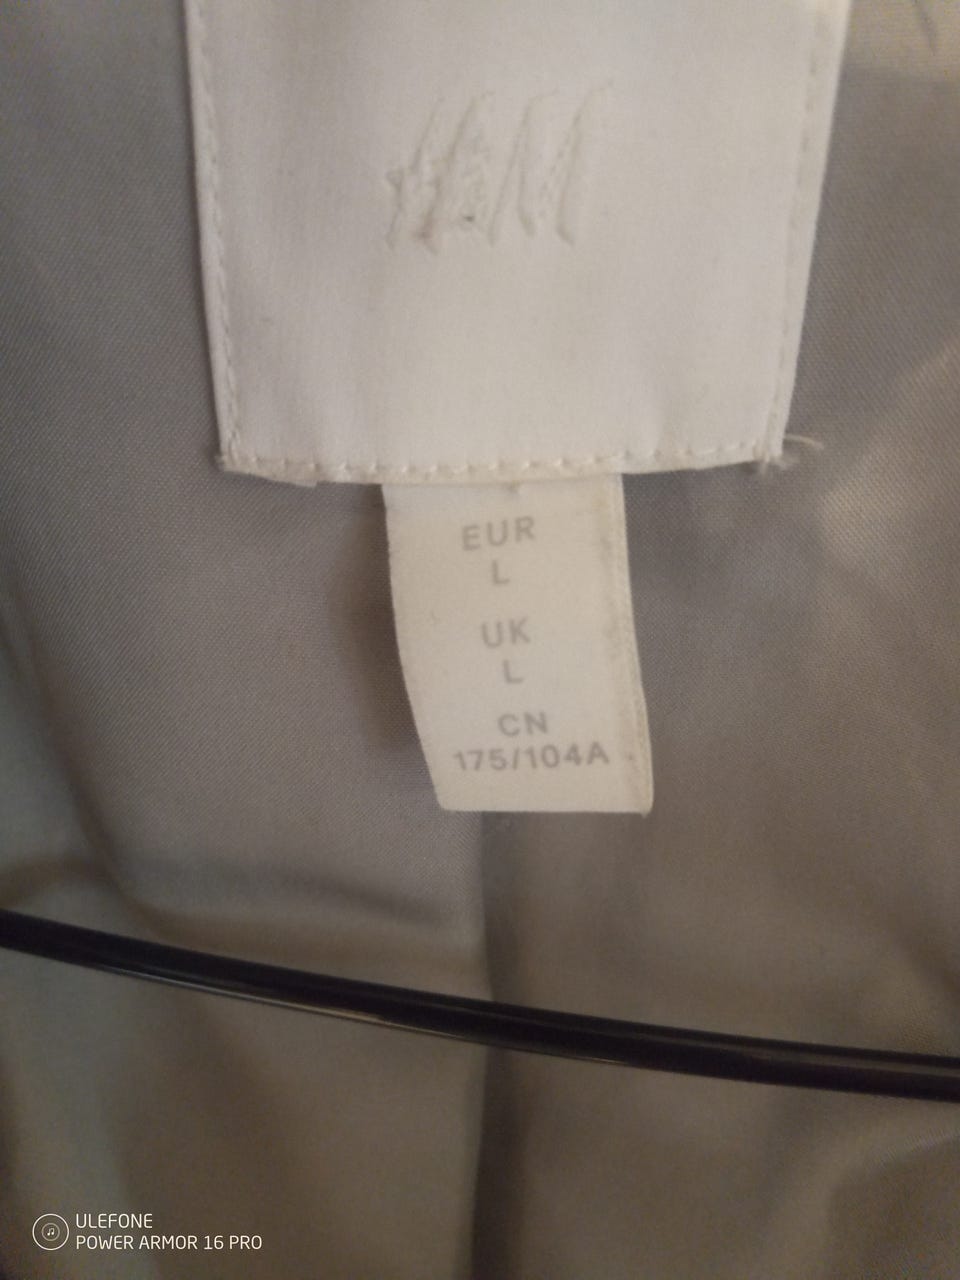 H&M
EUR
L
UK
L
CN
175/104A
ULEFONE
POWER ARMOR 16 PRO